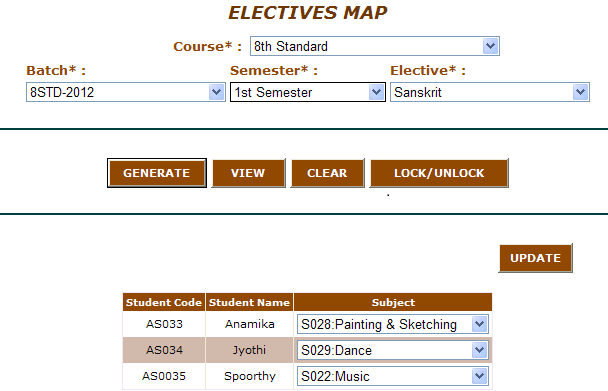 ELECTIVES MAP
Course* : 8th Standard
Batch* : Semester* : Elective* :
8STD-2012 1st Semester Sanskrit
GENERATE VIEW CLEAR LOCK/UNLOCK
UPDATE
Student Code Student Name Subject
AS033 Anamika S028:Painting & Sketching
AS034 Jyothi S029:Dance
AS0035 Spoorthy S022:Music